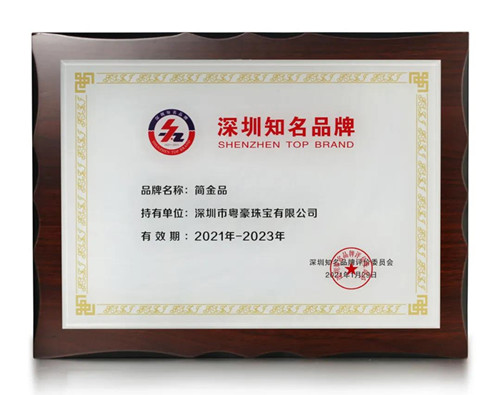 深圳知名品牌
SHENZHEN TOP BRAND
品牌名称：简金品
持有单位：深圳市粤豪珠宝有限公司
有效期：2021年-2023年
深圳知名品牌评价委员会